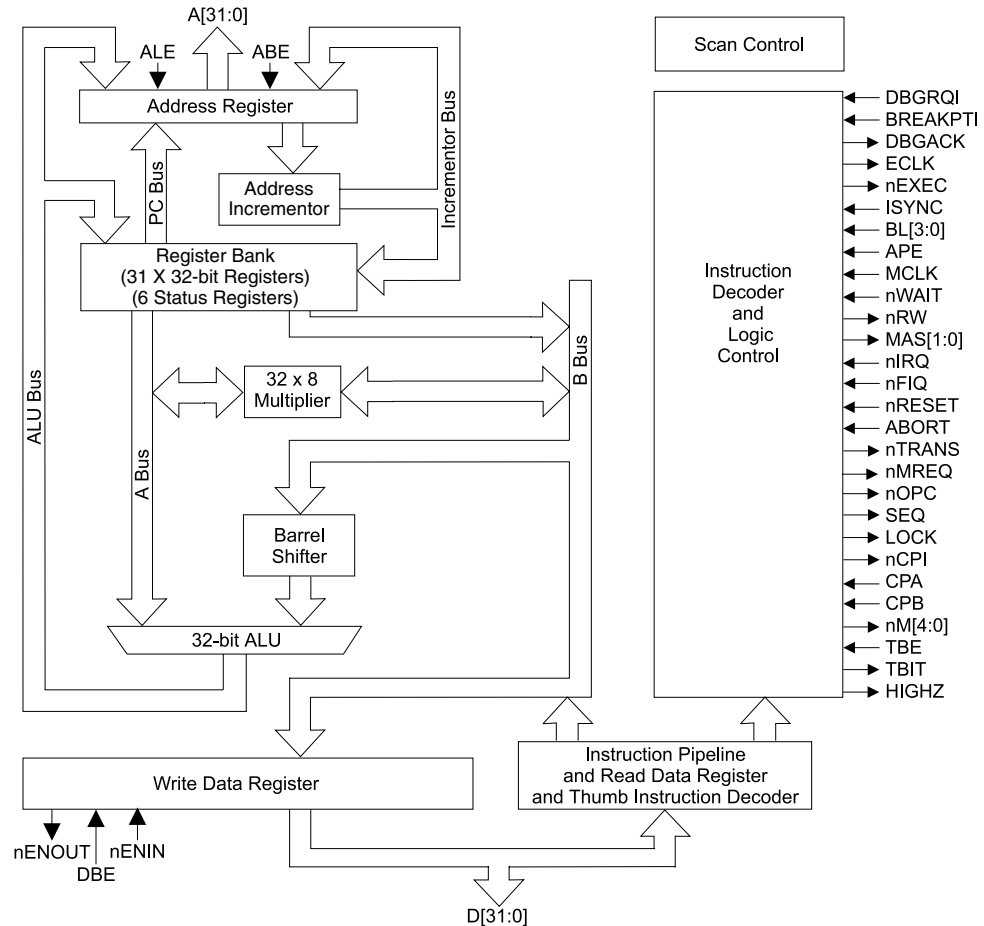 A[31:0]
ALE
ABE
Scan Control
Address Register
Incrementor Bus
PC Bus
Address
Incrementor
Register Bank
(31 X 32-bit Registers)
(6 Status Registers)
B Bus
32 x 8
Multiplier
ALU Bus
A Bus
Barrel
Shifter
32-bit ALU
Write Data Register
nENOUT
DBE
nENIN
Instruction Pipeline
and Read Data Register
and Thumb Instruction Decoder
D[31:0]
Instruction
Decoder
and
Logic
Control
DBGRQI
BREAKPTI
DBGACK
ECLK
nEXEC
ISYNC
BL[3:0]
APE
MCLK
nWAIT
nRW
MAS[1:0]
nIRQ
nFIQ
nRESET
ABORT
nTRANS
nMREQ
nOPC
SEQ
LOCK
nCPI
CPA
CPB
nM[4:0]
TBE
TBIT
HIGHZ